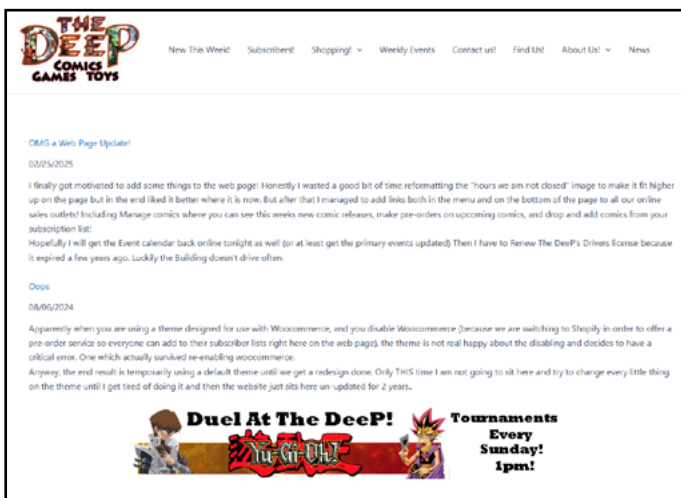 THE
DEEP
COMICS
GAMES TOYS
New This Week!
Subscribers!
Shopping!
Weekly Events
Contact us!
Find Us!
About Us!
News
OMG a Web Page Update!
02/25/2025
I finally got motivated to add some things to the web page! Honestly I wasted a good bit of time reformatting the "hours we am not closed" image to make it fit higher
up on the page but in the end liked it better where it is now. But after that I managed to add links both in the menu and on the bottom of the page to all our online
sales outlets! Including Manage comics where you can see this weeks new comic releases, make pre-orders on upcoming comics, and drop and add comics from your
subscription list!
Hopefully I will get the Event calendar back online tonight as well (or at least get the primary events updated) Then I have to Renew The DeeP's Drivers license because
it expired a few years ago. Luckily the Building doesn't drive often.
Oops
08/06/2024
Apparently when you are using a theme designed for use with Woocommerce, and you disable Woocommerce (because we are switching to Shopify in order to offer a
pre-order service so everyone can add to their subscriber lists right here on the web page), the theme is not real happy about the disabling and decides to have a
critical error. One which actually survived re-enabling woocommerce.
Anyway, the end result is temporarily using a default theme until we get a redesign done. Only THIS time I am not going to sit here and try to change every little thing
on the theme until I get tired of doing it and then the website just sits here un-updated for 2 years..
Duel At The DeeP!
Yu-Gi-Oh!
Tournaments
Every
Sunday!
1pm!